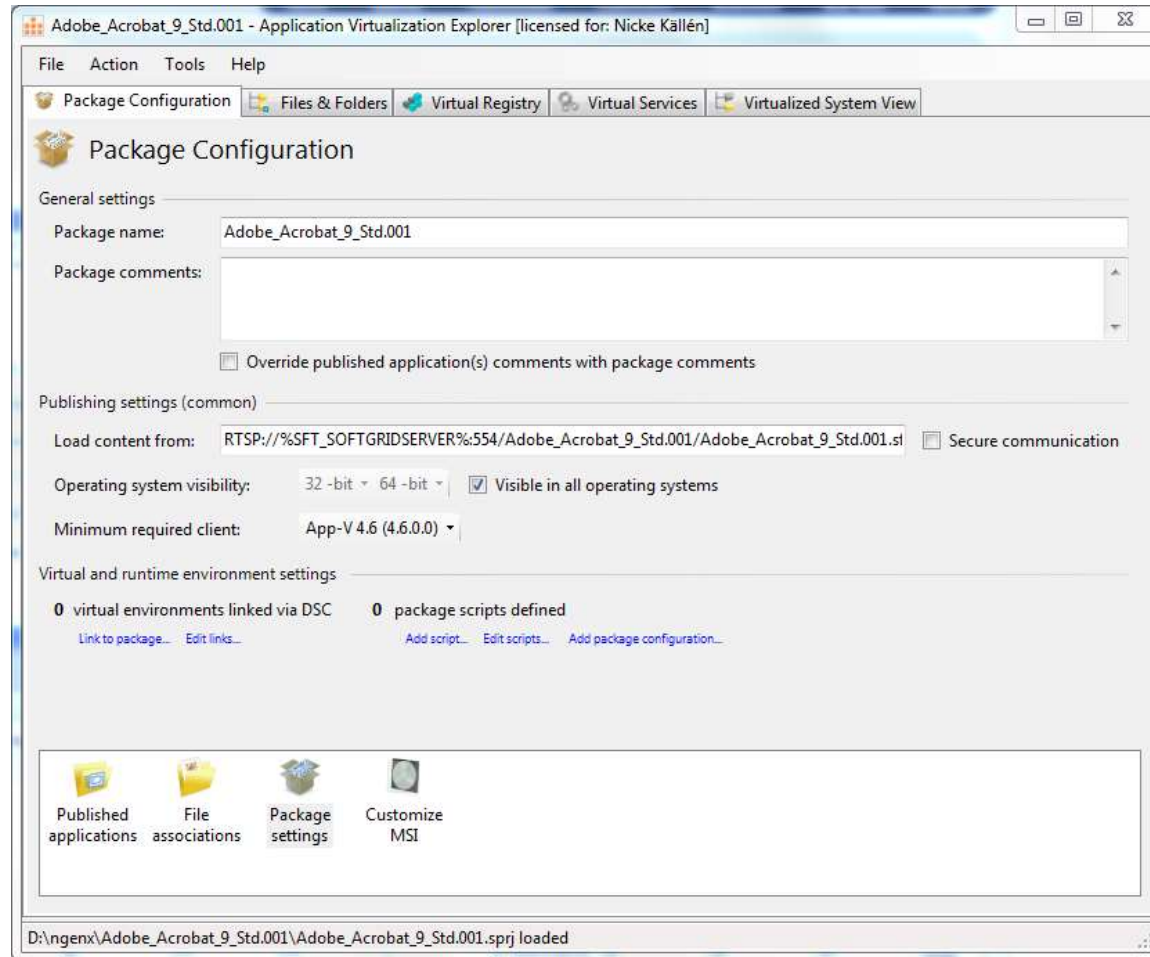 Adobe_Acrobat_9_Std.001 - Application Virtualization Explorer [licensed for: Nicke Källén]
File Action Tools Help
Package Configuration Files & Folders Virtual Registry Virtual Services Virtualized System View
Package Configuration
General settings
Package name: Adobe_Acrobat_9_Std.001
Package comments:
Override published application(s) comments with package comments
Publishing settings (common)
Load content from: RTSP://%SFT_SOFTGRIDSERVER%:554/Adobe_Acrobat_9_Std.001/Adobe_Acrobat_9_Std.001.sf Secure communication
Operating system visibility: 32 -bit 64 -bit Visible in all operating systems
Minimum required client: App-V 4.6 (4.6.0.0)
Virtual and runtime environment settings
0 virtual environments linked via DSC 0 package scripts defined
Link to package... Edit links... Add script... Edit scripts... Add package configuration...
Published applications
File associations
Package settings
Customize MSI
D:\ngenx\Adobe_Acrobat_9_Std.001\Adobe_Acrobat_9_Std.001.sprj loaded